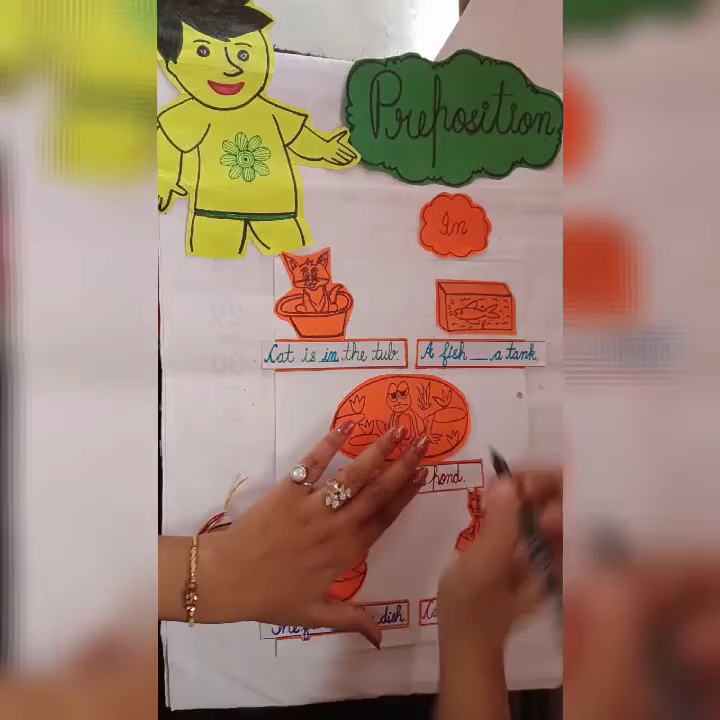 Preposition
In
Cat is in the tub.
A fish __ a tank.
pond.
dish.